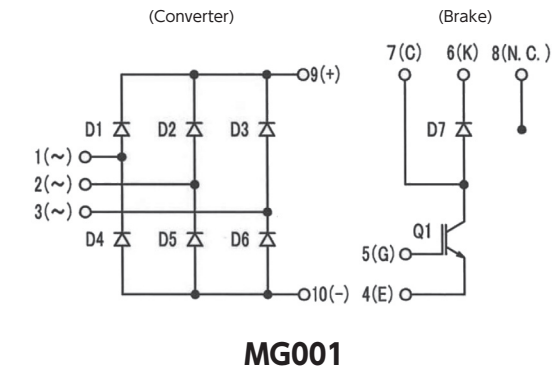 (Converter) (Brake)
7(C) 6(K) 8(N.C.)
9(+)
D1 D2 D3 D7
1(~)
2(~)
3(~)
D4 D5 D6 Q1
5(G)
10(-) 4(E)
MG001